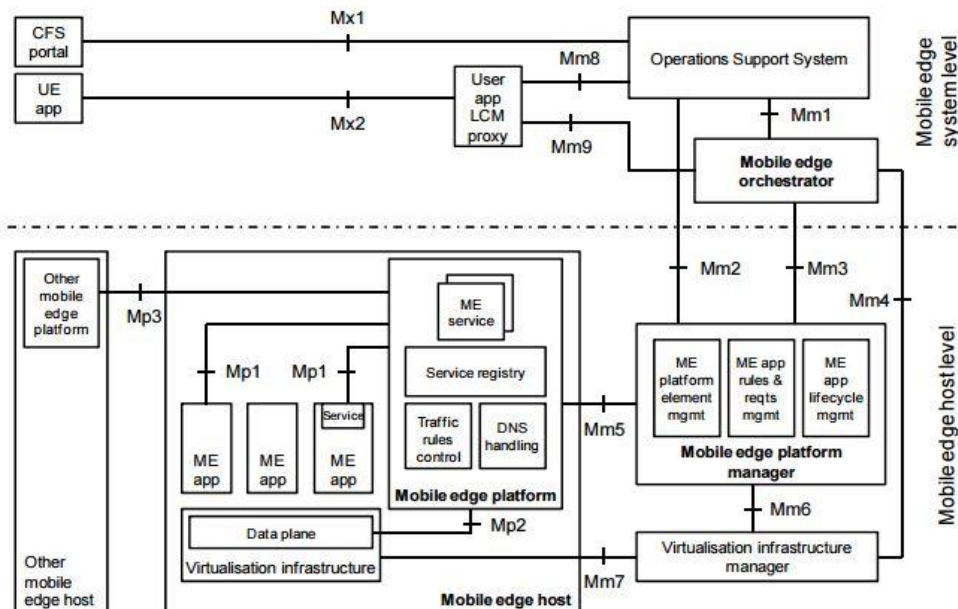 CFS
portal
Mx1
Operations Support System
UE
app
Mx2
User
app
LCM
proxy
Mm8
Mm9
Mm1
Mobile edge
orchestrator
Mobile edge
system level
Other
mobile
edge
platform
Mp3
ME
service
Mm2
Mm3
Mm4
Mp1
Mp1
Service registry
Traffic
rules
control
DNS
handling
Mobile edge platform
ME
app
ME
app
Service
ME
app
Mm5
ME
platform
element
mgmt
ME app
rules &
reqts
mgmt
ME
app
lifecycle
mgmt
Mobile edge platform
manager
Mobile edge host level
Mp2
Mm6
Data plane
Virtualisation infrastructure
Mm7
Virtualisation infrastructure
manager
Other
mobile
edge host
Mobile edge host